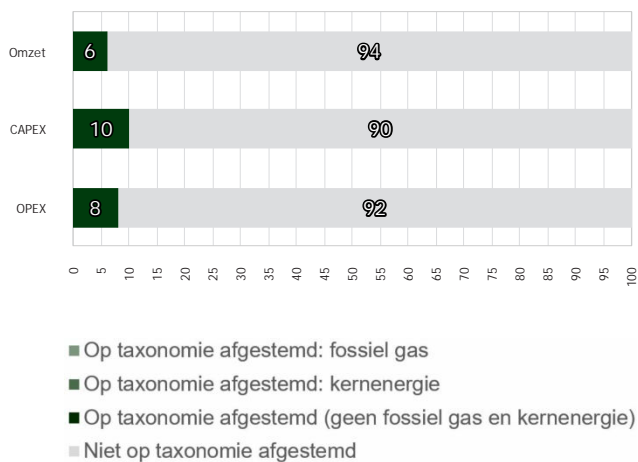 Omzet 6 94
CAPEX 10 90
OPEX 8 92
0 5 10 15 20 25 30 35 40 45 50 55 60 65 70 75 80 85 90 95 100
Op taxonomie afgestemd: fossiel gas
Op taxonomie afgestemd: kernenergie
Op taxonomie afgestemd (geen fossiel gas en kernenergie)
Niet op taxonomie afgestemd